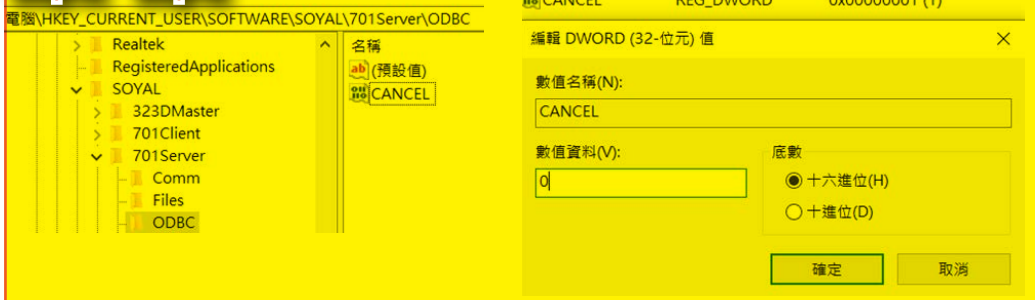 電腦\HKEY_CURRENT_USER\SOFTWARE\SOYAL\701Server\ODBC
Realtek
RegisteredApplications
SOYAL
323DMaster
701Client
701Server
Comm
Files
ODBC
名稱
(預設值)
CANCEL
CANCEL REG_DWORD 0x00000001 (1)
編輯 DWORD (32-位元) 值
數值名稱(N):
CANCEL
數值資料(V):
0
底數
十六進位(H)
十進位(D)
確定 取消